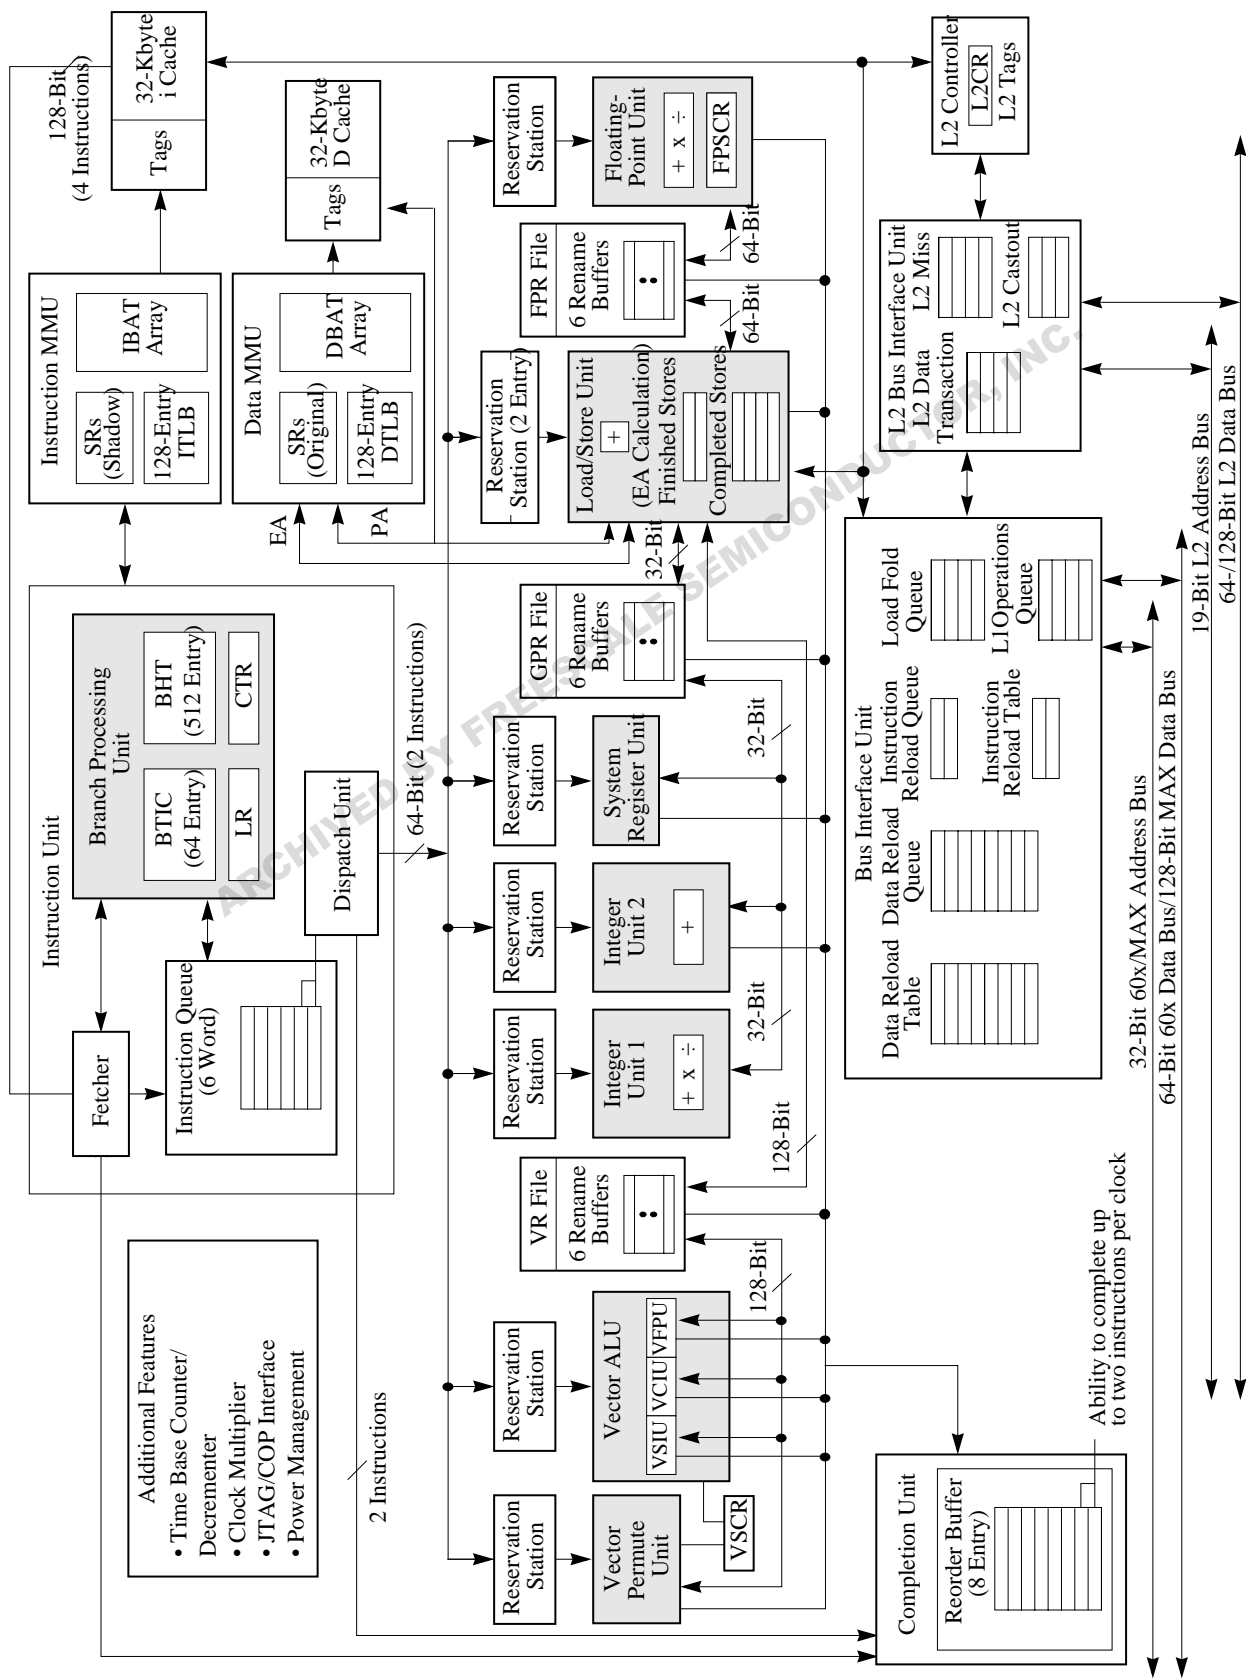 Additional Features
• Time Base Counter/
Decrementer
• Clock Multiplier
• JTAG/COP Interface
• Power Management
Instruction Unit
Fetcher
Branch Processing
Unit
BTIC
(64 Entry)
BHT
(512 Entry)
LR
CTR
Instruction Queue
(6 Word)
Dispatch Unit
2 Instructions
64-Bit (2 Instructions)
128-Bit
(4 Instructions)
Instruction MMU
SRs
(Shadow)
IBAT
Array
128-Entry
ITLB
Tags
32-Kbyte
i Cache
Data MMU
SRs
(Original)
DBAT
Array
128-Entry
DTLB
Tags
32-Kbyte
D Cache
EA
PA
Reservation
Station
Reservation
Station
Reservation
Station
Reservation
Station
Reservation
Station
Reservation
Station (2 Entry)
Reservation
Station
VR File
6 Rename
Buffers
GPR File
6 Rename
Buffers
FPR File
6 Rename
Buffers
Vector
Permute
Unit
Vector ALU
VSIU
VCIU
VFPU
VSCR
Integer
Unit 1
+ x ÷
Integer
Unit 2
+
System
Register Unit
Load/Store Unit
+
(EA Calculation)
Finished Stores
Completed Stores
Floating-
Point Unit
+ x ÷
FPSCR
128-Bit
128-Bit
32-Bit
32-Bit
32-Bit
64-Bit
64-Bit
Completion Unit
Reorder Buffer
(8 Entry)
Ability to complete up
to two instructions per clock
Bus Interface Unit
Data Reload
Table
Data Reload
Queue
Instruction
Reload Queue
Load Fold
Queue
Instruction
Reload Table
L1Operations
Queue
L2 Bus Interface Unit
L2 Data
Transaction
L2 Miss
L2 Castout
L2 Controller
L2CR
L2 Tags
32-Bit 60x/MAX Address Bus
64-Bit 60x Data Bus/128-Bit MAX Data Bus
19-Bit L2 Address Bus
64-/128-Bit L2 Data Bus
ARCHIVED BY FREESCALE SEMICONDUCTOR, INC.